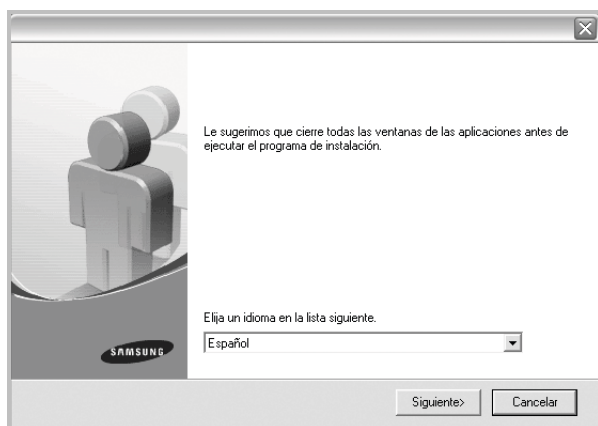 Le sugerimos que cierre todas las ventanas de las aplicaciones antes de
ejecutar el programa de instalación.
Elija un idioma en la lista siguiente.
Español
SAMSUNG
Siguiente>
Cancelar